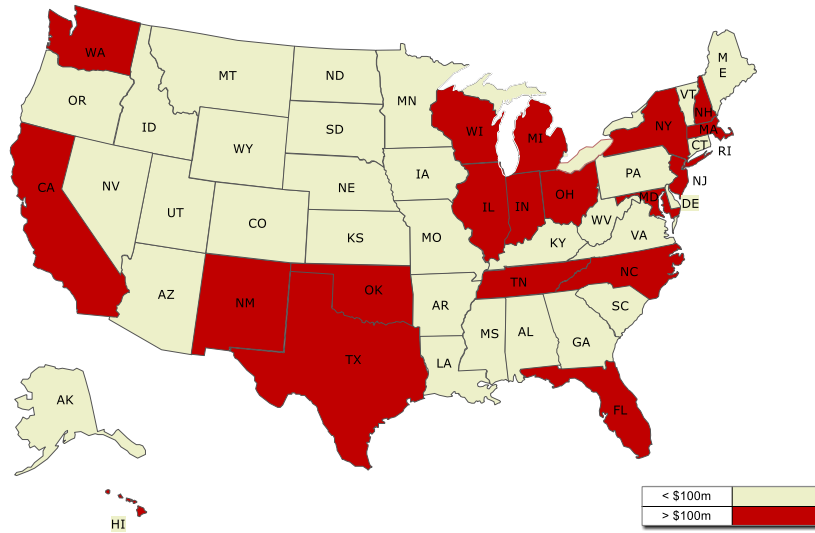 WA
MT
ND
MN
M
E
OR
ID
SD
WI
MI
VT
NH
NY
MA
WY
CT
RI
IA
PA
CA
NV
NE
IL
IN
OH
NJ
UT
CO
MD
DE
KS
MO
WV
VA
KY
AZ
NM
OK
TN
NC
AR
SC
TX
MS
AL
GA
LA
AK
FL
HI
< $100m
> $100m